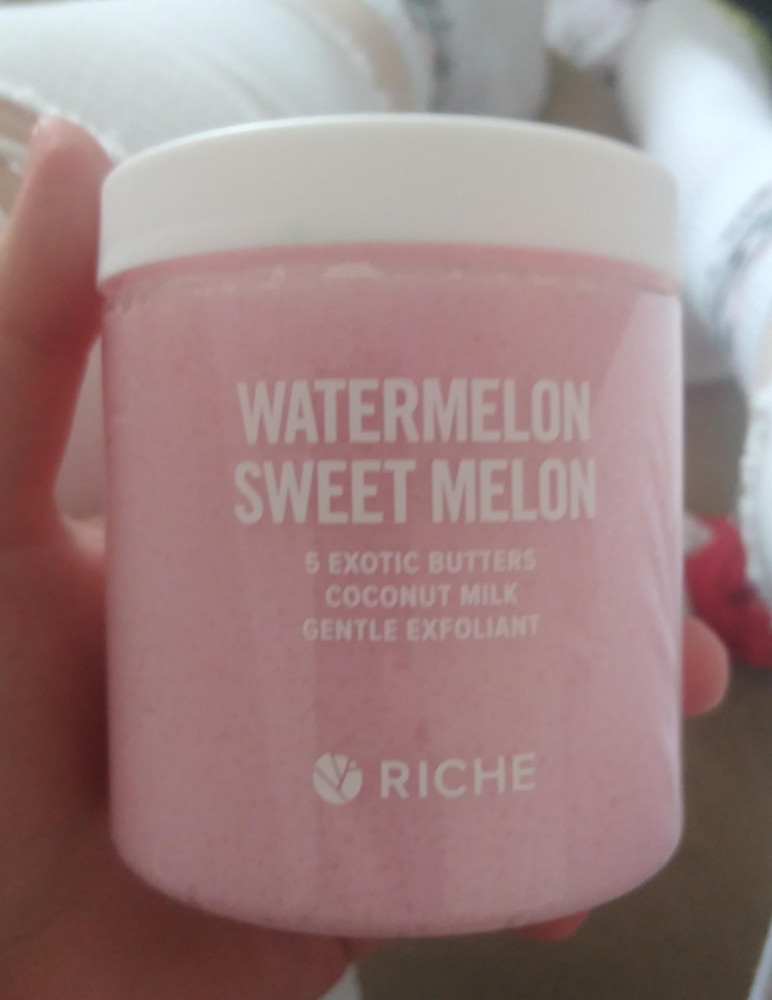 WATERMELON
SWEET MELON
5 EXOTIC BUTTERS
COCONUT MILK
GENTLE EXFOLIANT
RICHE